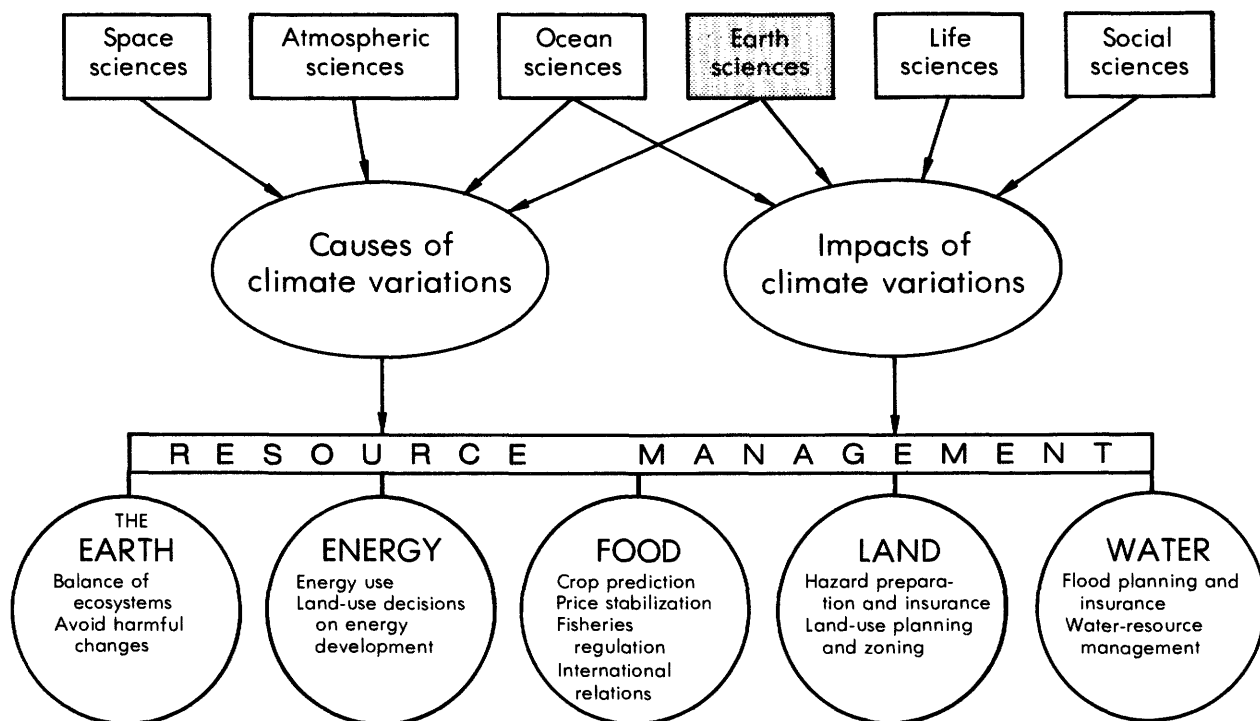 Space
sciences
Atmospheric
sciences
Ocean
sciences
Earth
sciences
Life
sciences
Social
sciences
Causes of
climate variations
Impacts of
climate variations
RESOURCE MANAGEMENT
THE
EARTH
Balance of
ecosystems
Avoid harmful
changes
ENERGY
Energy use
Land-use decisions
on energy
development
FOOD
Crop prediction
Price stabilization
Fisheries
regulation
International
relations
LAND
Hazard prepara-
tion and insurance
Land-use planning
and zoning
WATER
Flood planning and
insurance
Water-resource
management